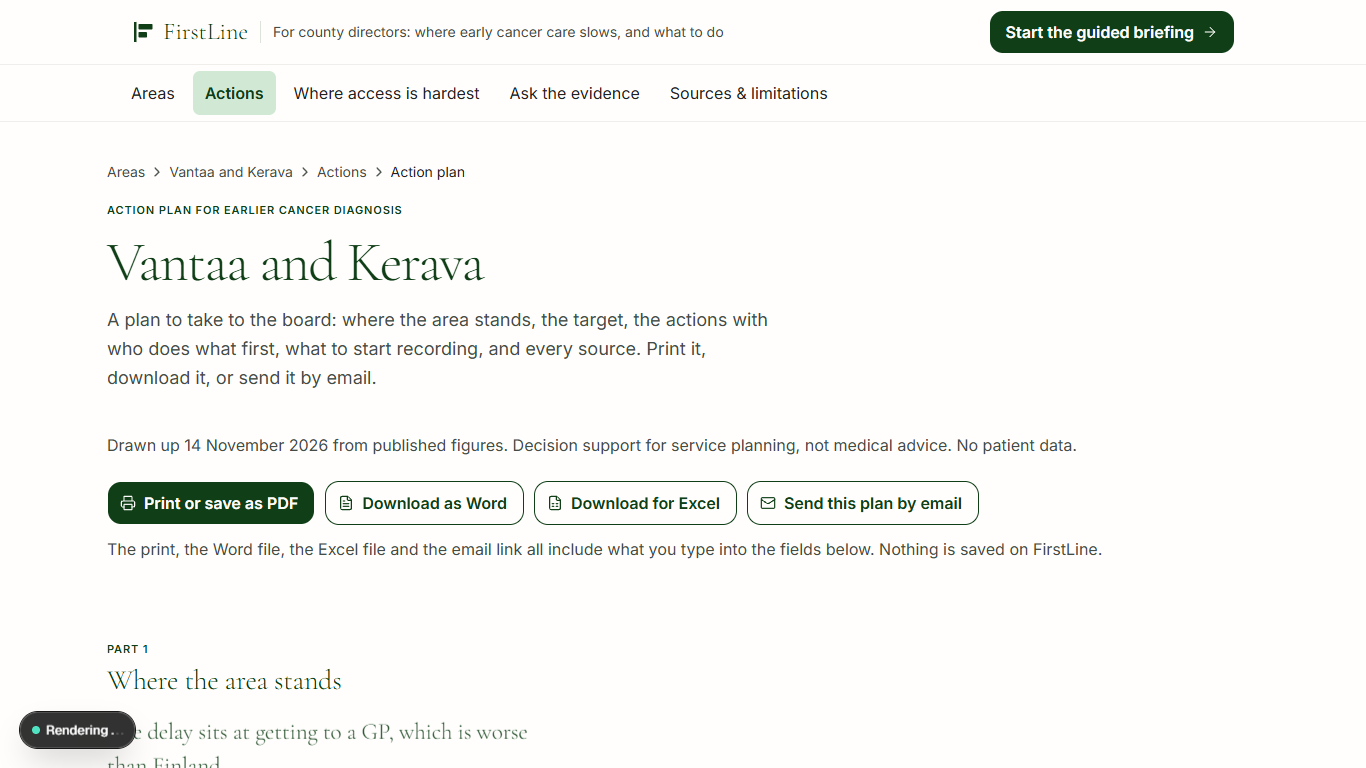 FirstLine
For county directors: where early cancer care slows, and what to do
Start the guided briefing →
Areas
Actions
Where access is hardest
Ask the evidence
Sources & limitations
Areas > Vantaa and Kerava > Actions > Action plan
ACTION PLAN FOR EARLIER CANCER DIAGNOSIS
Vantaa and Kerava
A plan to take to the board: where the area stands, the target, the actions with
who does what first, what to start recording, and every source. Print it,
download it, or send it by email.
Drawn up 14 November 2026 from published figures. Decision support for service planning, not medical advice. No patient data.
Print or save as PDF
Download as Word
Download for Excel
Send this plan by email
The print, the Word file, the Excel file and the email link all include what you type into the fields below. Nothing is saved on FirstLine.
PART 1
Where the area stands
delay sits at getting to a GP, which is worse
than Finland
Rendering...